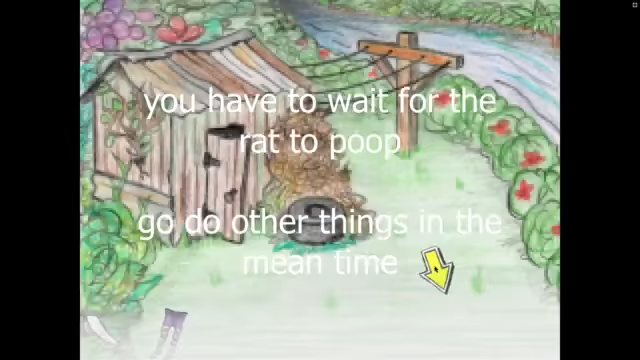 you have to wait for the
rat to poop
go do other things in the
mean time